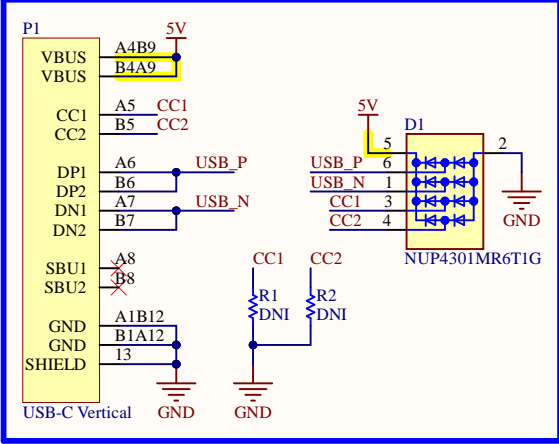 P1
5V
VBUS
A4B9
VBUS
B4A9
CC1
A5
CC1
CC2
B5
CC2
DP1
A6
USB_P
DP2
B6
DN1
A7
USB_N
DN2
B7
SBU1
A8
SBU2
B8
GND
A1B12
GND
B1A12
SHIELD
13
USB-C Vertical
GND
5V
D1
5
2
USB_P
6
USB_N
1
CC1
3
CC2
4
GND
NUP4301MR6T1G
CC1
CC2
R1
DNI
R2
DNI
GND